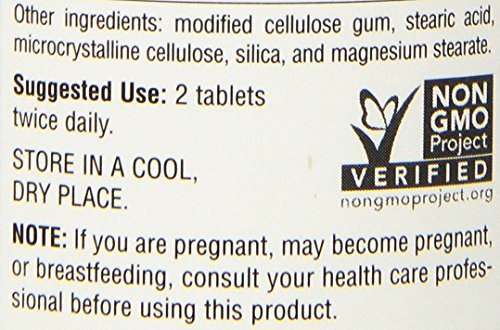 Other ingredients: modified cellulose gum, stearic acid,
microcrystalline cellulose, silica, and magnesium stearate.
Suggested Use: 2 tablets
twice daily.
STORE IN A COOL,
DRY PLACE.
NON
GMO
Project
VERIFIED
nongmoproject.org
NOTE: If you are pregnant, may become pregnant,
or breastfeeding, consult your health care profes-
sional before using this product.